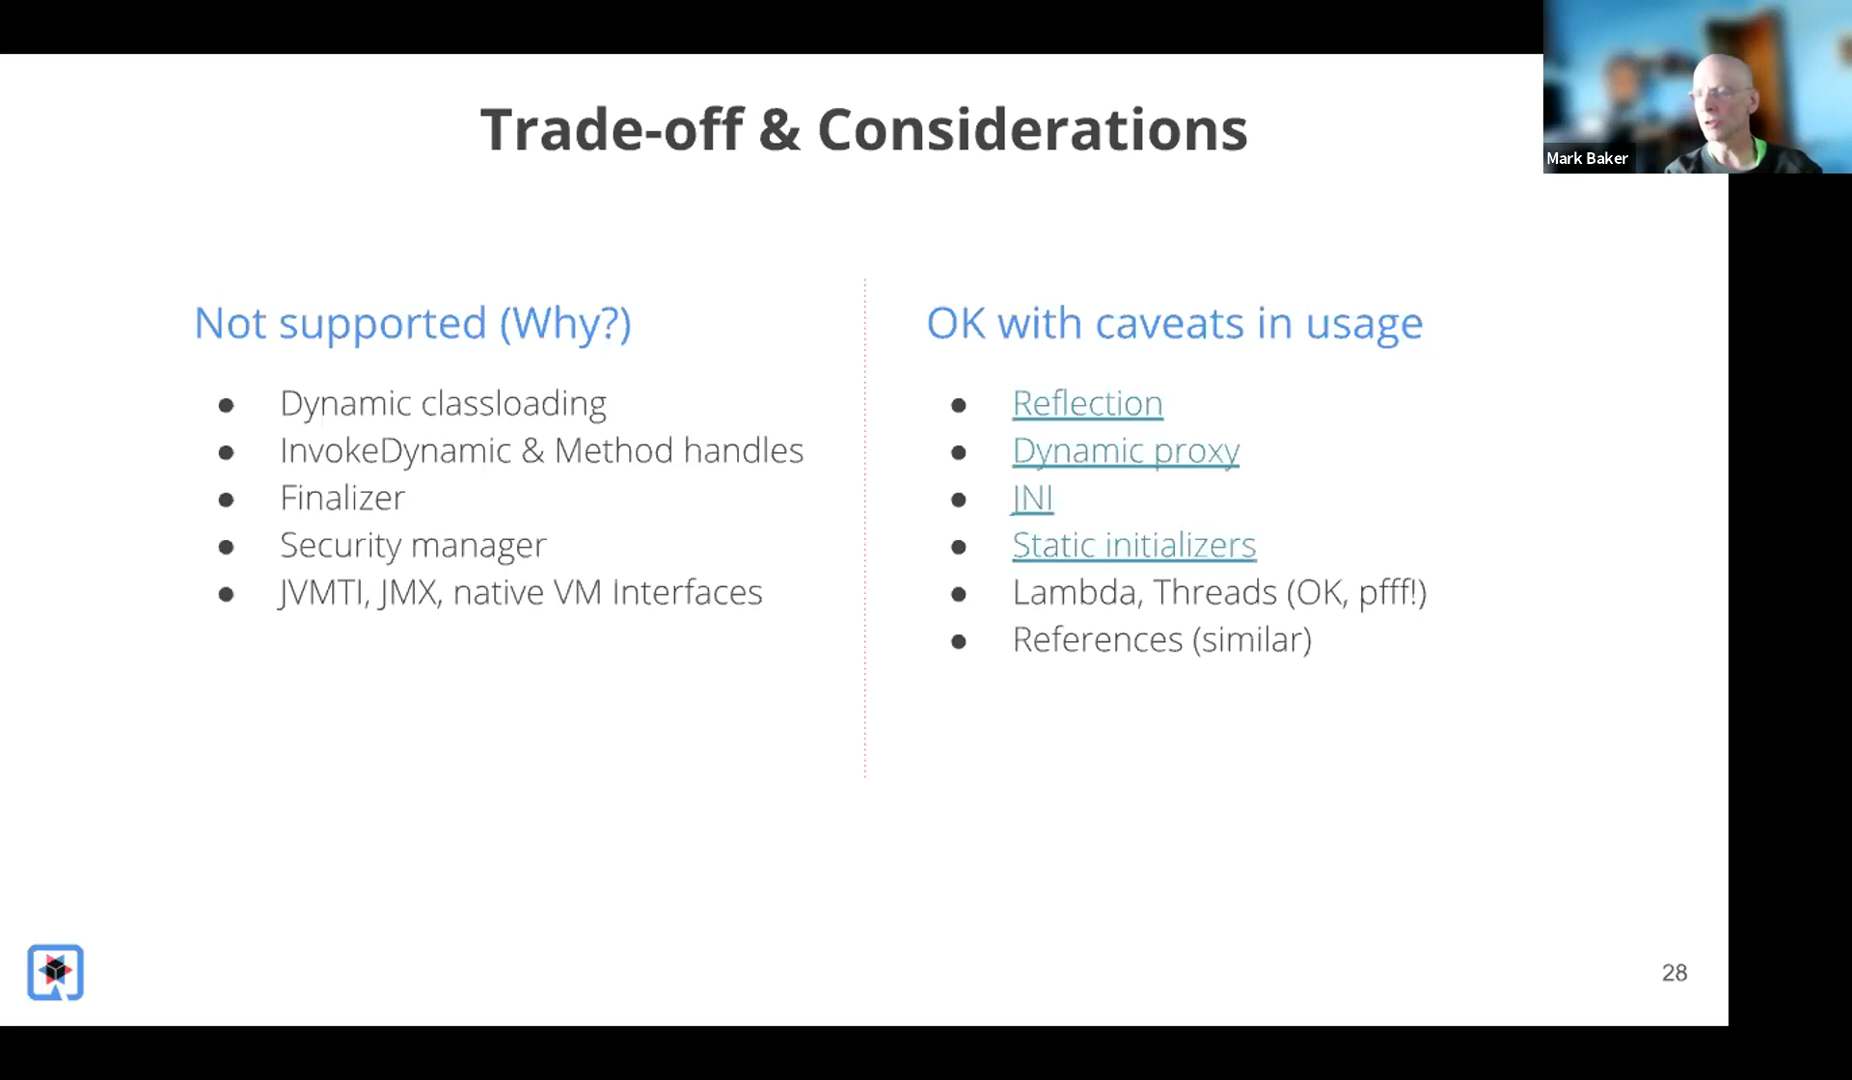 Trade-off & Considerations
Mark Baker
Not supported (Why?)
● Dynamic classloading
● InvokeDynamic & Method handles
● Finalizer
● Security manager
● JVMTI, JMX, native VM Interfaces
OK with caveats in usage
● Reflection
● Dynamic proxy
● JNI
● Static initializers
● Lambda, Threads (OK, pfff!)
● References (similar)
28